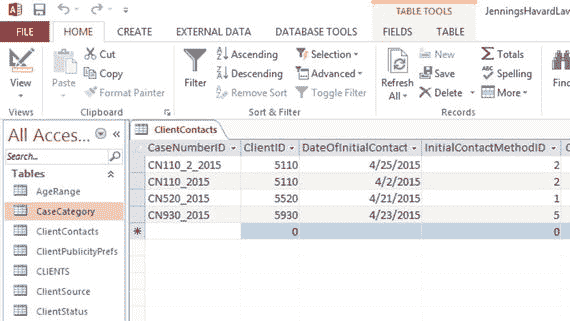 TABLE TOOLS
JenningsHavardLaw
FILE HOME CREATE EXTERNAL DATA DATABASE TOOLS FIELDS TABLE
View Paste Cut Copy Format Painter
Views Clipboard
Filter Ascending Descending Remove Sort Selection Advanced Toggle Filter
Sort & Filter
Refresh All New Save Delete Totals Spelling More
Records
Find
All Acces...
Search...
Tables
AgeRange
CaseCategory
ClientContacts
ClientPublicityPrefs
CLIENTS
ClientSource
ClientStatus
ClientContacts
CaseNumberID ClientID DateOfInitialContact InitialContactMethodID
CN110_2_2015 5110 4/25/2015 2
CN110_2015 5110 4/2/2015 2
CN520_2015 5520 4/21/2015 1
CN930_2015 5930 4/23/2015 5
* 0 0